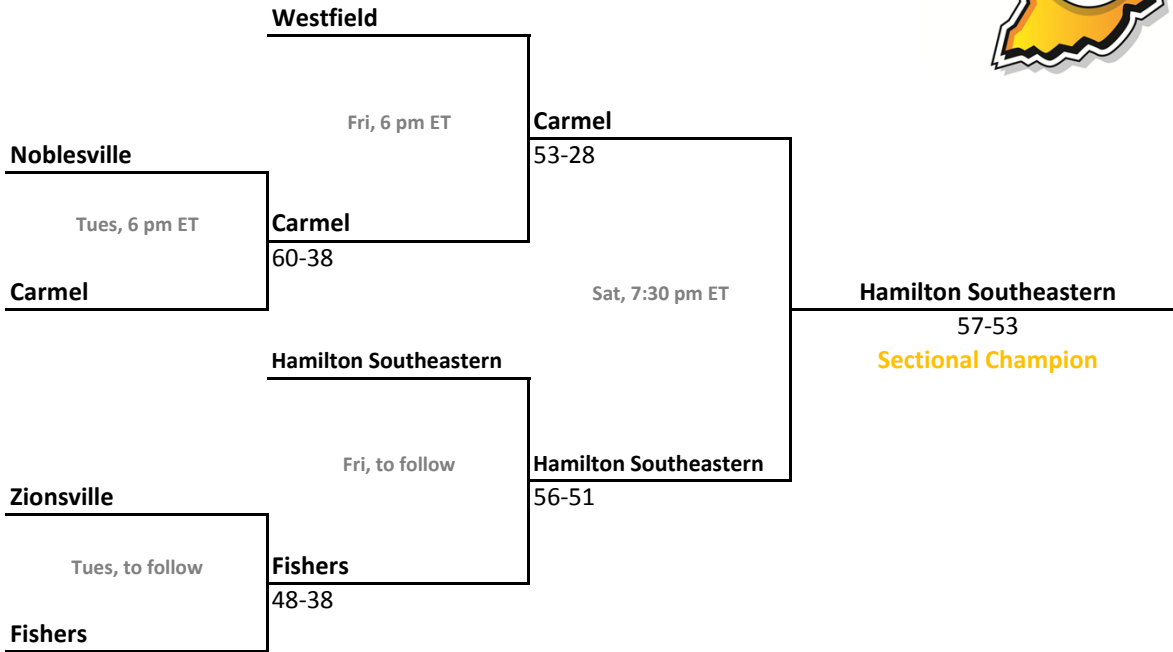 Westfield
Fri, 6 pm ET
Carmel
53-28
Noblesville
Tues, 6 pm ET
Carmel
60-38
Carmel
Sat, 7:30 pm ET
Hamilton Southeastern
57-53
Sectional Champion
Hamilton Southeastern
Fri, to follow
Hamilton Southeastern
56-51
Zionsville
Tues, to follow
Fishers
48-38
Fishers